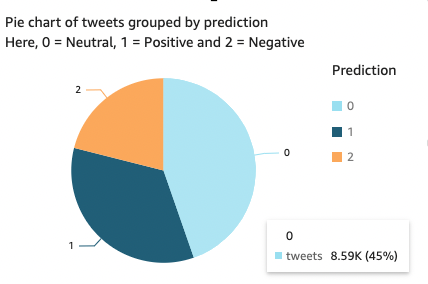 Pie chart of tweets grouped by prediction
Here, 0 = Neutral, 1 = Positive and 2 = Negative
Prediction
0
1
2
2
0
1
0
tweets 8.59K (45%)